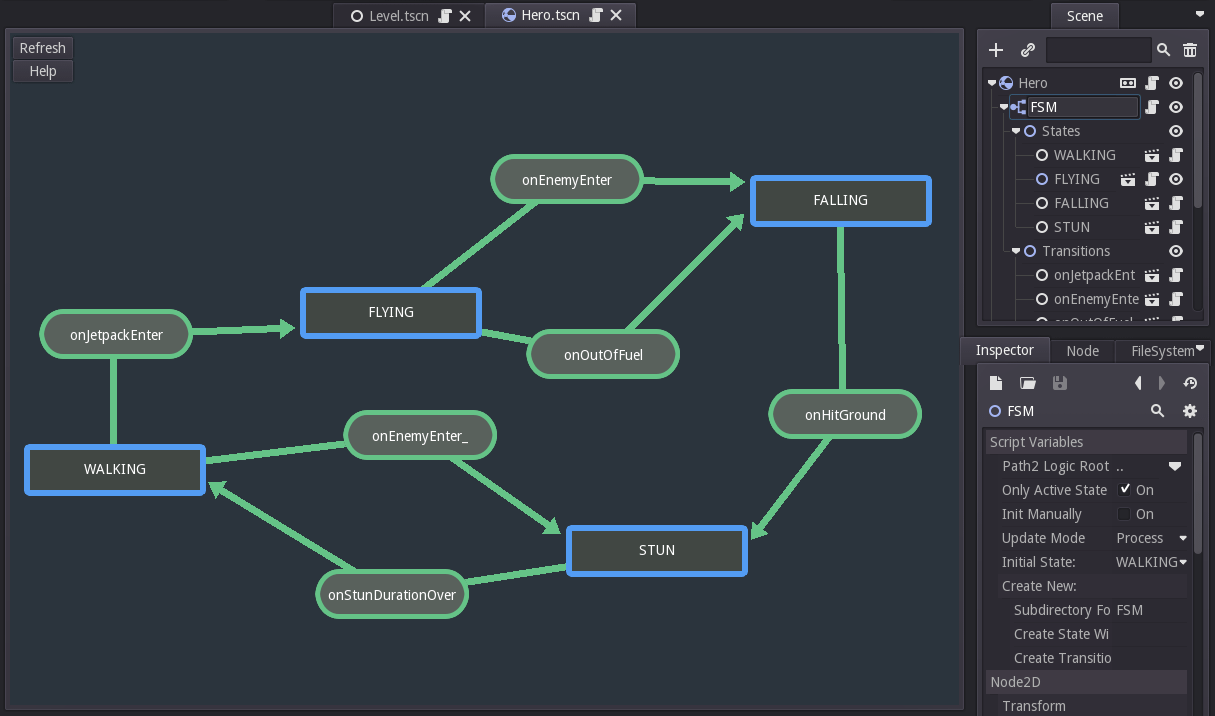 Level.tscn
Hero.tscn
Scene
Refresh
Help
onEnemyEnter
FALLING
FLYING
onJetpackEnter
onOutOfFuel
onHitGround
onEnemyEnter_
WALKING
STUN
onStunDurationOver
Hero
FSM
States
WALKING
FLYING
FALLING
STUN
Transitions
onJetpackEnt
onEnemyEnte
onOutOfFuel
Inspector
Node
FileSystem
FSM
Script Variables
Path2 Logic Root ..
Only Active State On
Init Manually On
Update Mode Process
Initial State: WALKING
Create New:
Subdirectory Fo FSM
Create State Wi
Create Transitio
Node2D
Transform